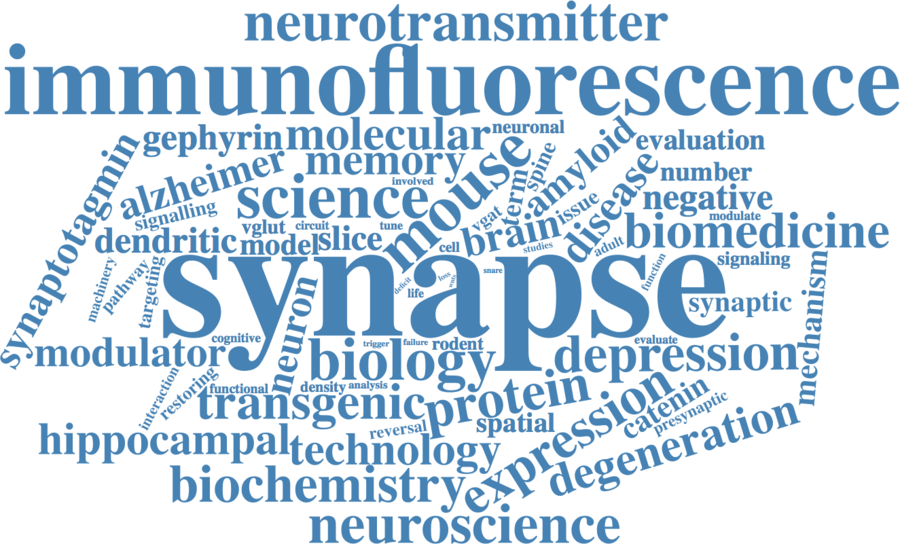 neurotransmitter
immunofluorescence
gephyrin
molecular
neuronal
evaluation
synaptotagmin
alzheimer
memory
mouse
spine
amyloid
number
involved
science
signalling
term
disease
negative
vglut
circuit
tune
vgat
issue
modulate
dendritic
model
slice
cell
brain
studies
adult
biomedicine
signaling
machinery
pathway
targeting
synapse
deficit
life
loss
wnts
snare
function
synaptic
mechanism
modulator
cognitive
neuron
trigger
failure
rodent
evaluate
biology
depression
interaction
restoring
functional
density
analysis
transgenic
protein
expression
catenin
presynaptic
reversal
spatial
hippocampal
technology
degeneration
biochemistry
neuroscience